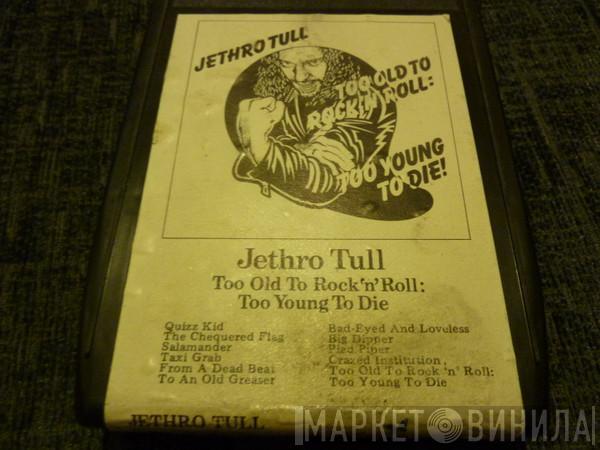 JETHRO TULL
TOO OLD TO
ROCK'N'ROLL:
TOO YOUNG
TO DIE!
Jethro Tull
Too Old To Rock 'n' Roll:
Too Young To Die
Quizz Kid
The Chequered Flag
Salamander
Taxi Grab
From A Dead Beat
To An Old Greaser
Bad-Eyed And Loveless
Big Dipper
Pied Piper
Crazed Institution,
Too Old To Rock 'n' Roll:
Too Young To Die
JETHRO TULL
МАРКЕТ ВИНИЛА